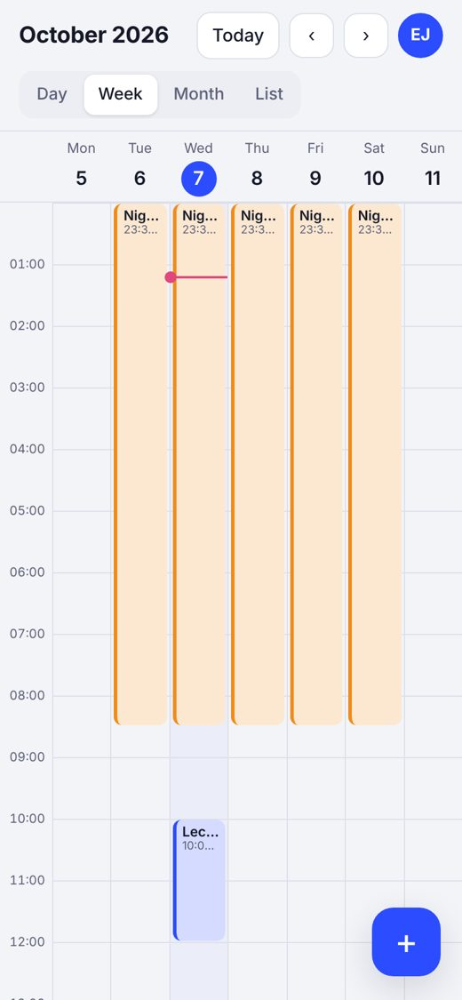 October 2026
Today
‹
›
EJ
Day
Week
Month
List
Mon
Tue
Wed
Thu
Fri
Sat
Sun
5
6
7
8
9
10
11
Nig...
23:3...
Nig...
23:3...
Nig...
23:3...
Nig...
23:3...
Nig...
23:3...
01:00
02:00
03:00
04:00
05:00
06:00
07:00
08:00
09:00
10:00
Lec...
10:0...
11:00
12:00
+